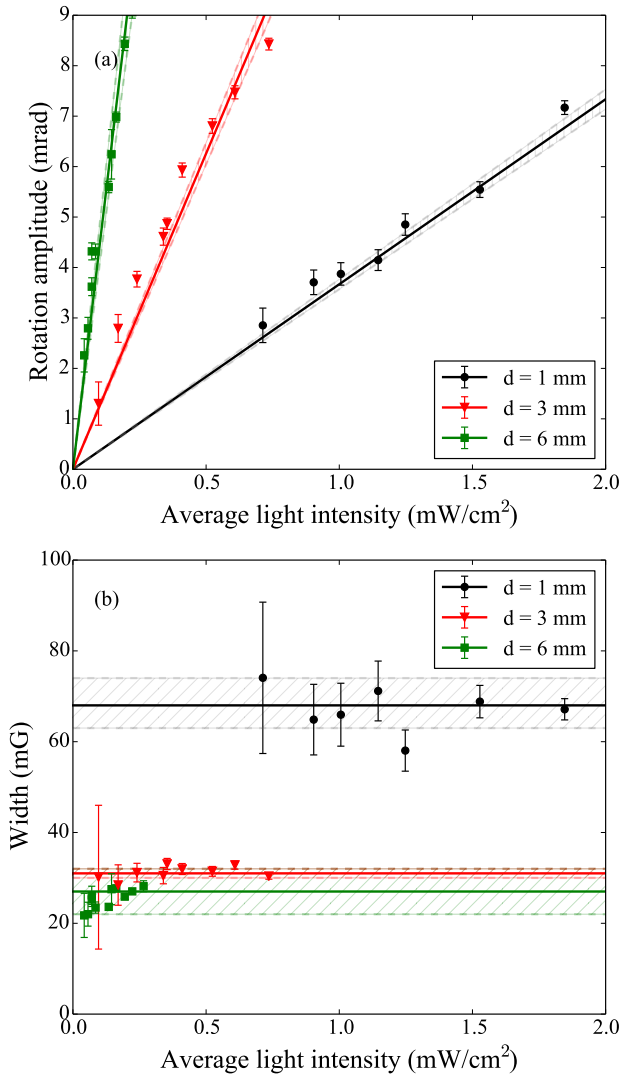 9
8
7
6
5
4
3
2
1
0
Rotation amplitude (mrad)
(a)
d = 1 mm
d = 3 mm
d = 6 mm
0.0 0.5 1.0 1.5 2.0
Average light intensity (mW/cm²)
100
80
60
40
20
0
Width (mG)
(b)
d = 1 mm
d = 3 mm
d = 6 mm
0.0 0.5 1.0 1.5 2.0
Average light intensity (mW/cm²)